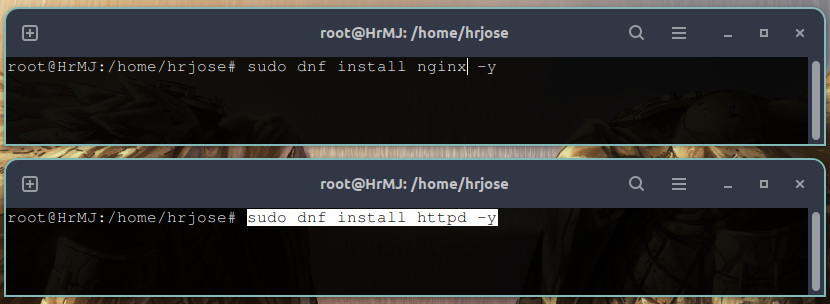 root@HrMJ: /home/hrjose
root@HrMJ:/home/hrjose# sudo dnf install nginx -y
root@HrMJ: /home/hrjose
root@HrMJ:/home/hrjose# sudo dnf install httpd -y